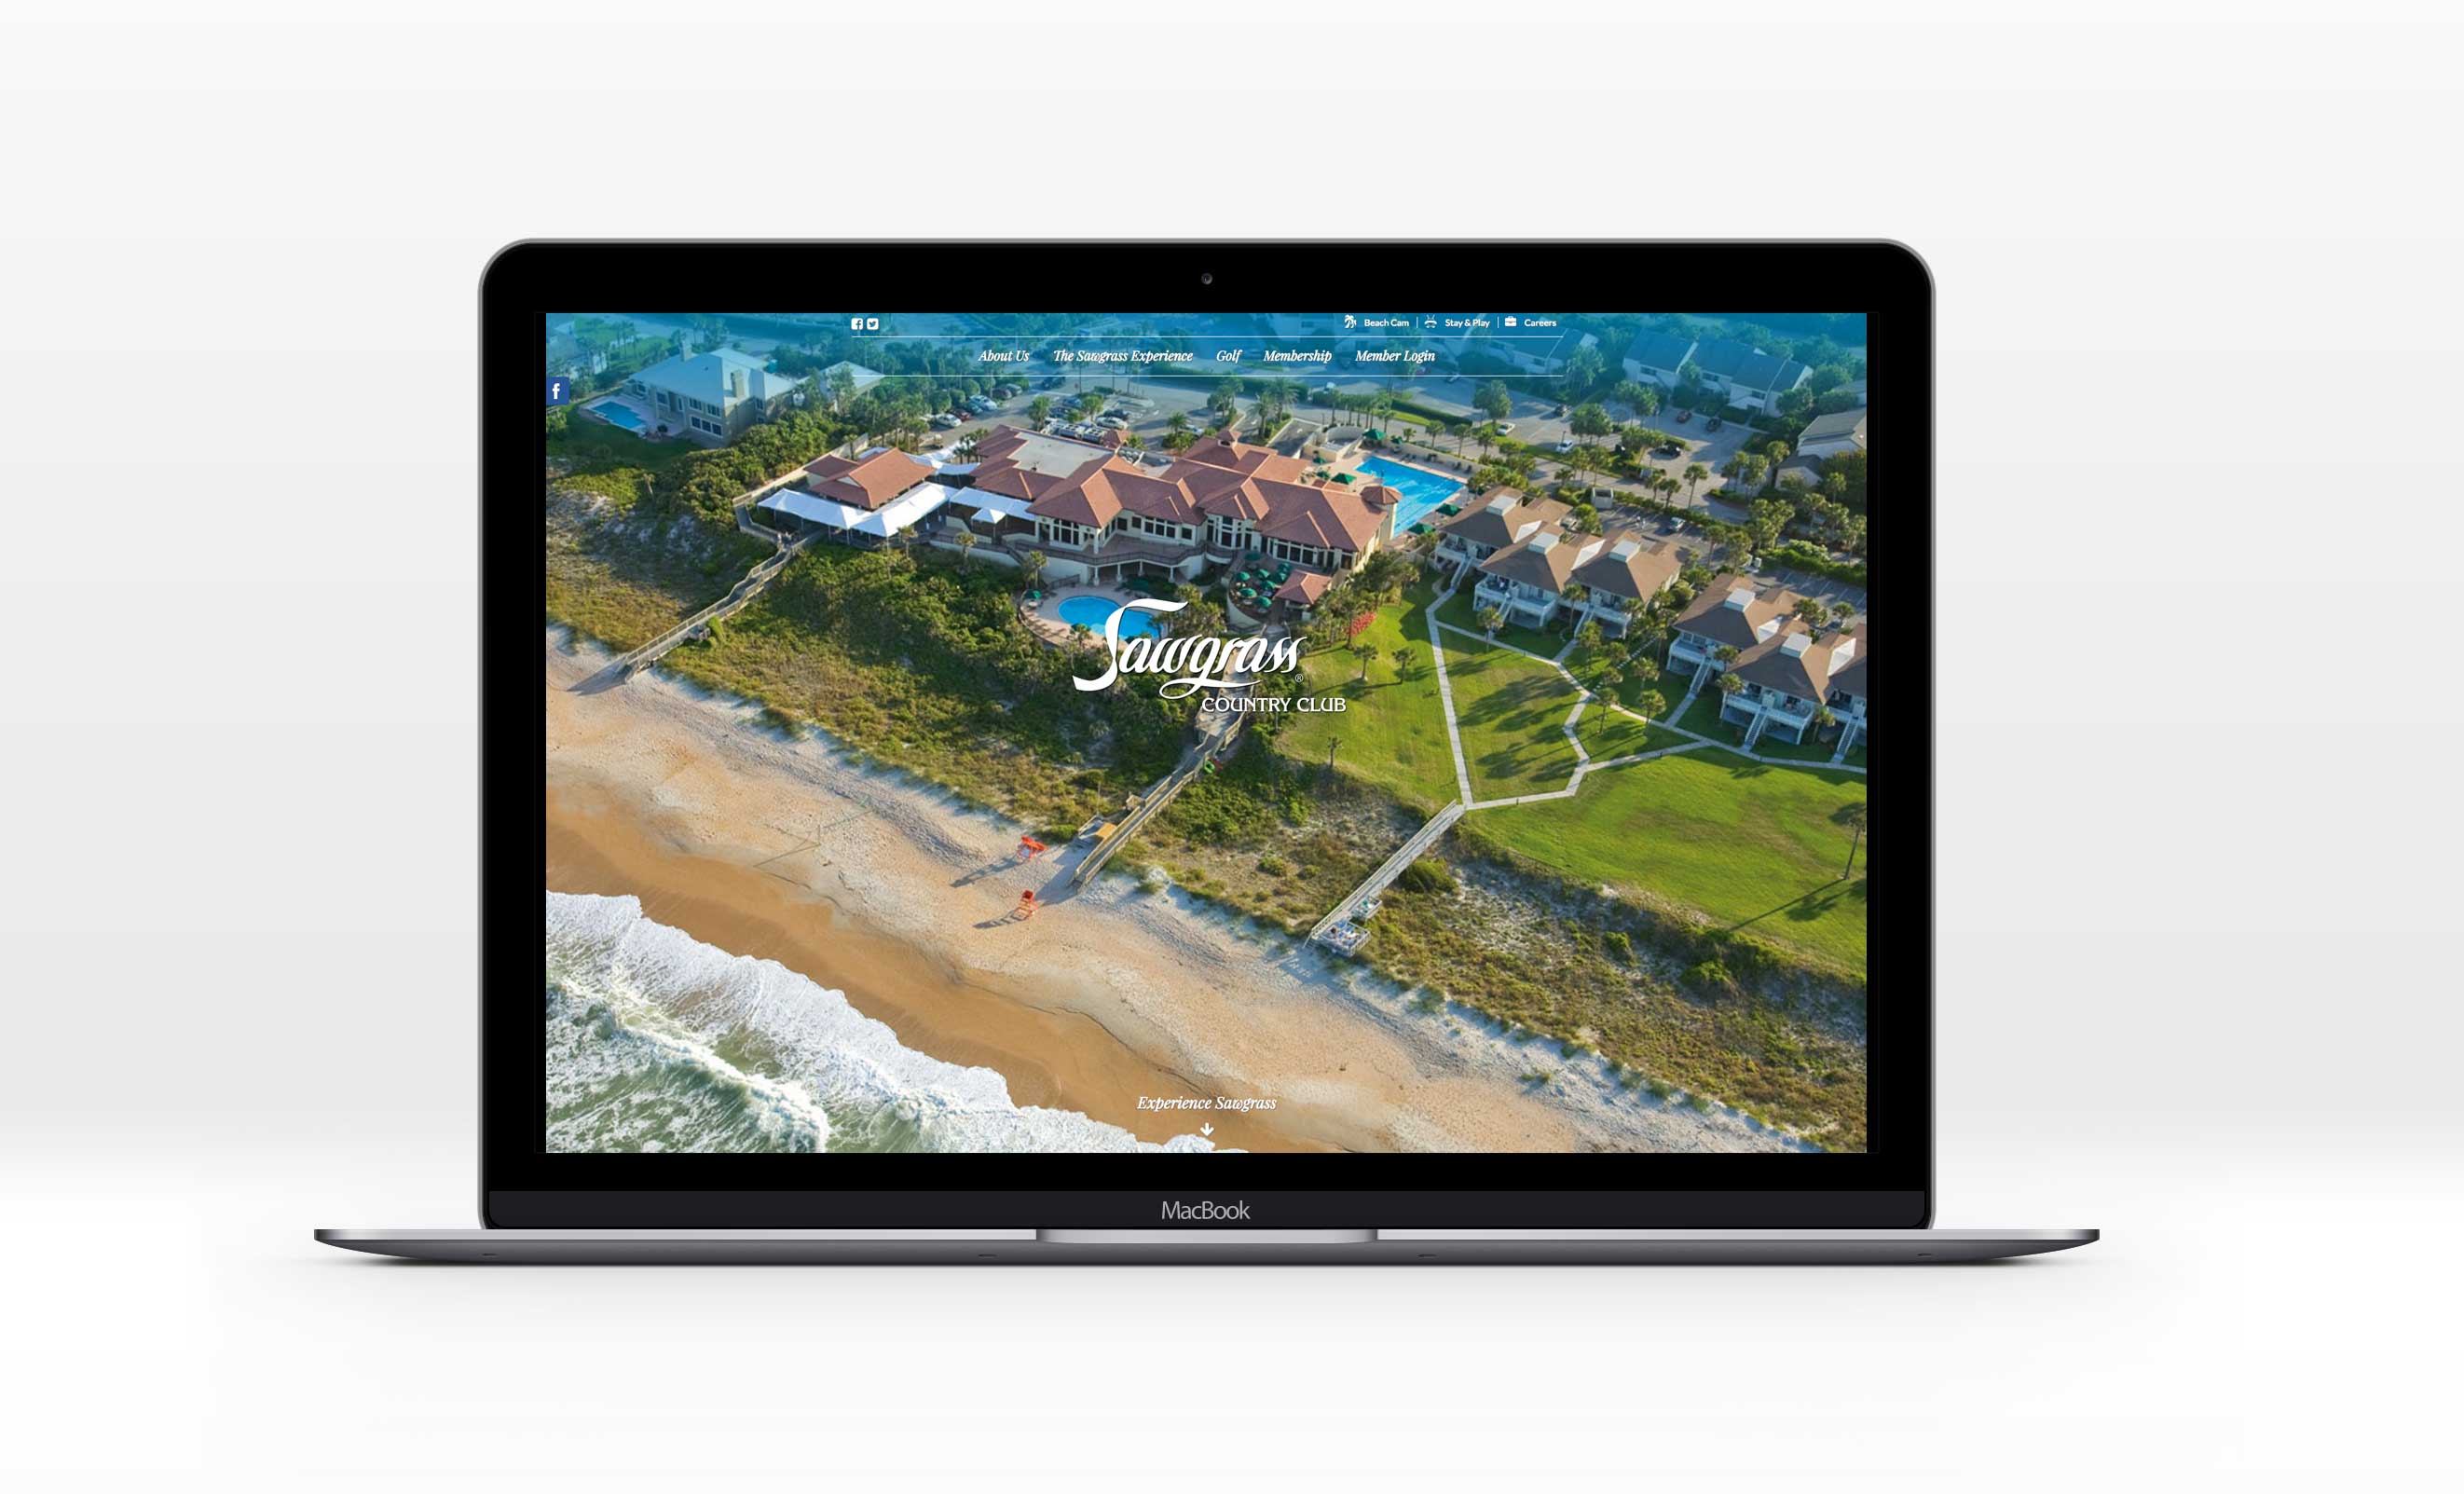 Beach Cam | Stay & Play | Careers
About Us The Sawgrass Experience Golf Membership Member Login
f
Sawgrass®
COUNTRY CLUB
Experience Sawgrass
MacBook